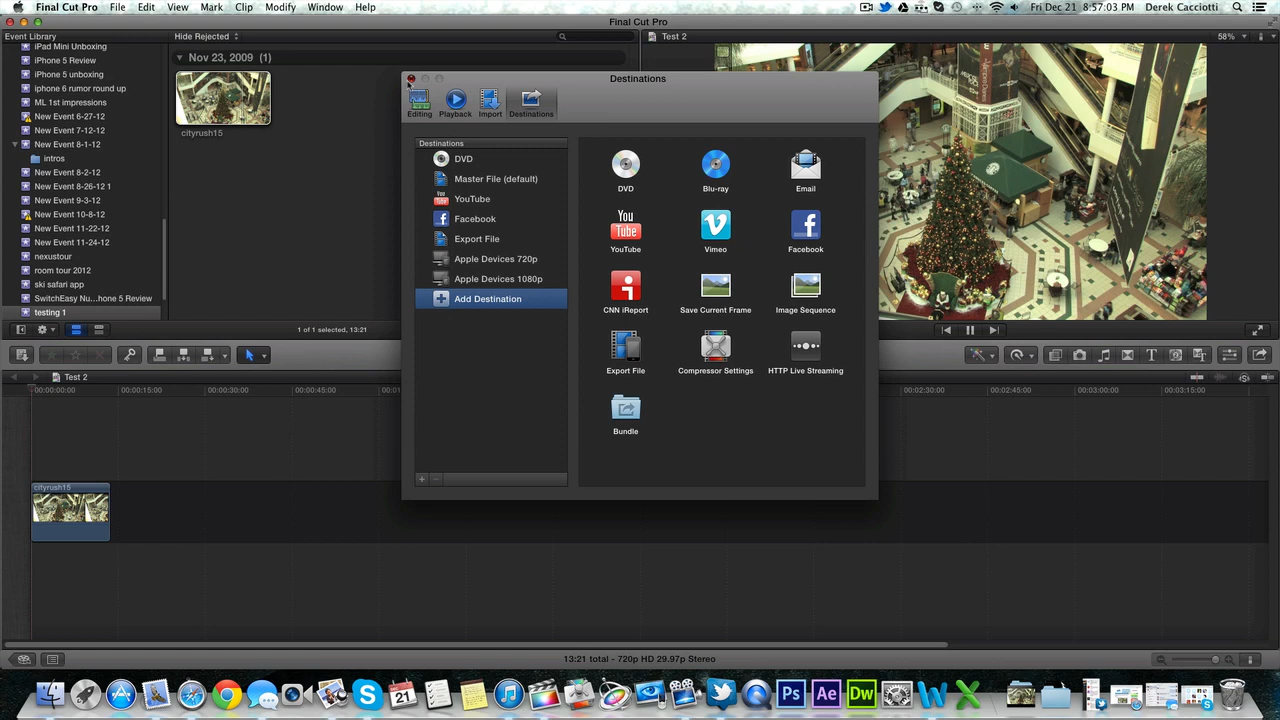 Final Cut Pro File Edit View Mark Clip Modify Window Help
Fri Dec 21 8:57:03 PM Derek Cacciotti
Final Cut Pro
Event Library
Hide Rejected
Test 2
58%
iPad Mini Unboxing
iPhone 5 Review
iPhone 5 unboxing
iphone 6 rumor round up
ML 1st impressions
New Event 6-27-12
New Event 7-12-12
New Event 8-1-12
intros
New Event 8-2-12
New Event 8-26-12 1
New Event 9-3-12
New Event 10-8-12
New Event 11-22-12
New Event 11-24-12
nexustour
room tour 2012
ski safari app
SwitchEasy Nu...hone 5 Review
testing 1
Nov 23, 2009 (1)
cityrush15
1 of 1 selected, 13:21
Destinations
Editing Playback Import Destinations
Destinations
DVD
Master File (default)
YouTube
Facebook
Export File
Apple Devices 720p
Apple Devices 1080p
Add Destination
DVD Blu-ray Email
You Tube
YouTube Vimeo Facebook
CNN iReport Save Current Frame Image Sequence
Export File Compressor Settings HTTP Live Streaming
Bundle
Test 2
00:00:00:00 00:00:15:00 00:00:30:00 00:00:45:00 00:02:30:00 00:02:45:00 00:03:00:00 00:03:15:00
cityrush15
13:21 total - 720p HD 29.97p Stereo
21
Ps Ae Dw